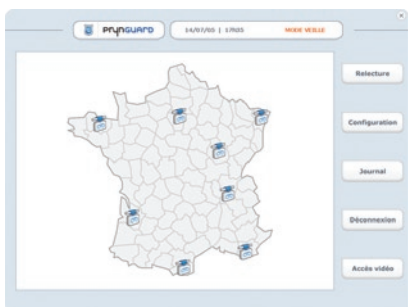 PRYNGUARD
14/07/05 | 17h05
MODE VEILLE
Relecture
Configuration
Journal
Déconnexion
Accès vidéo